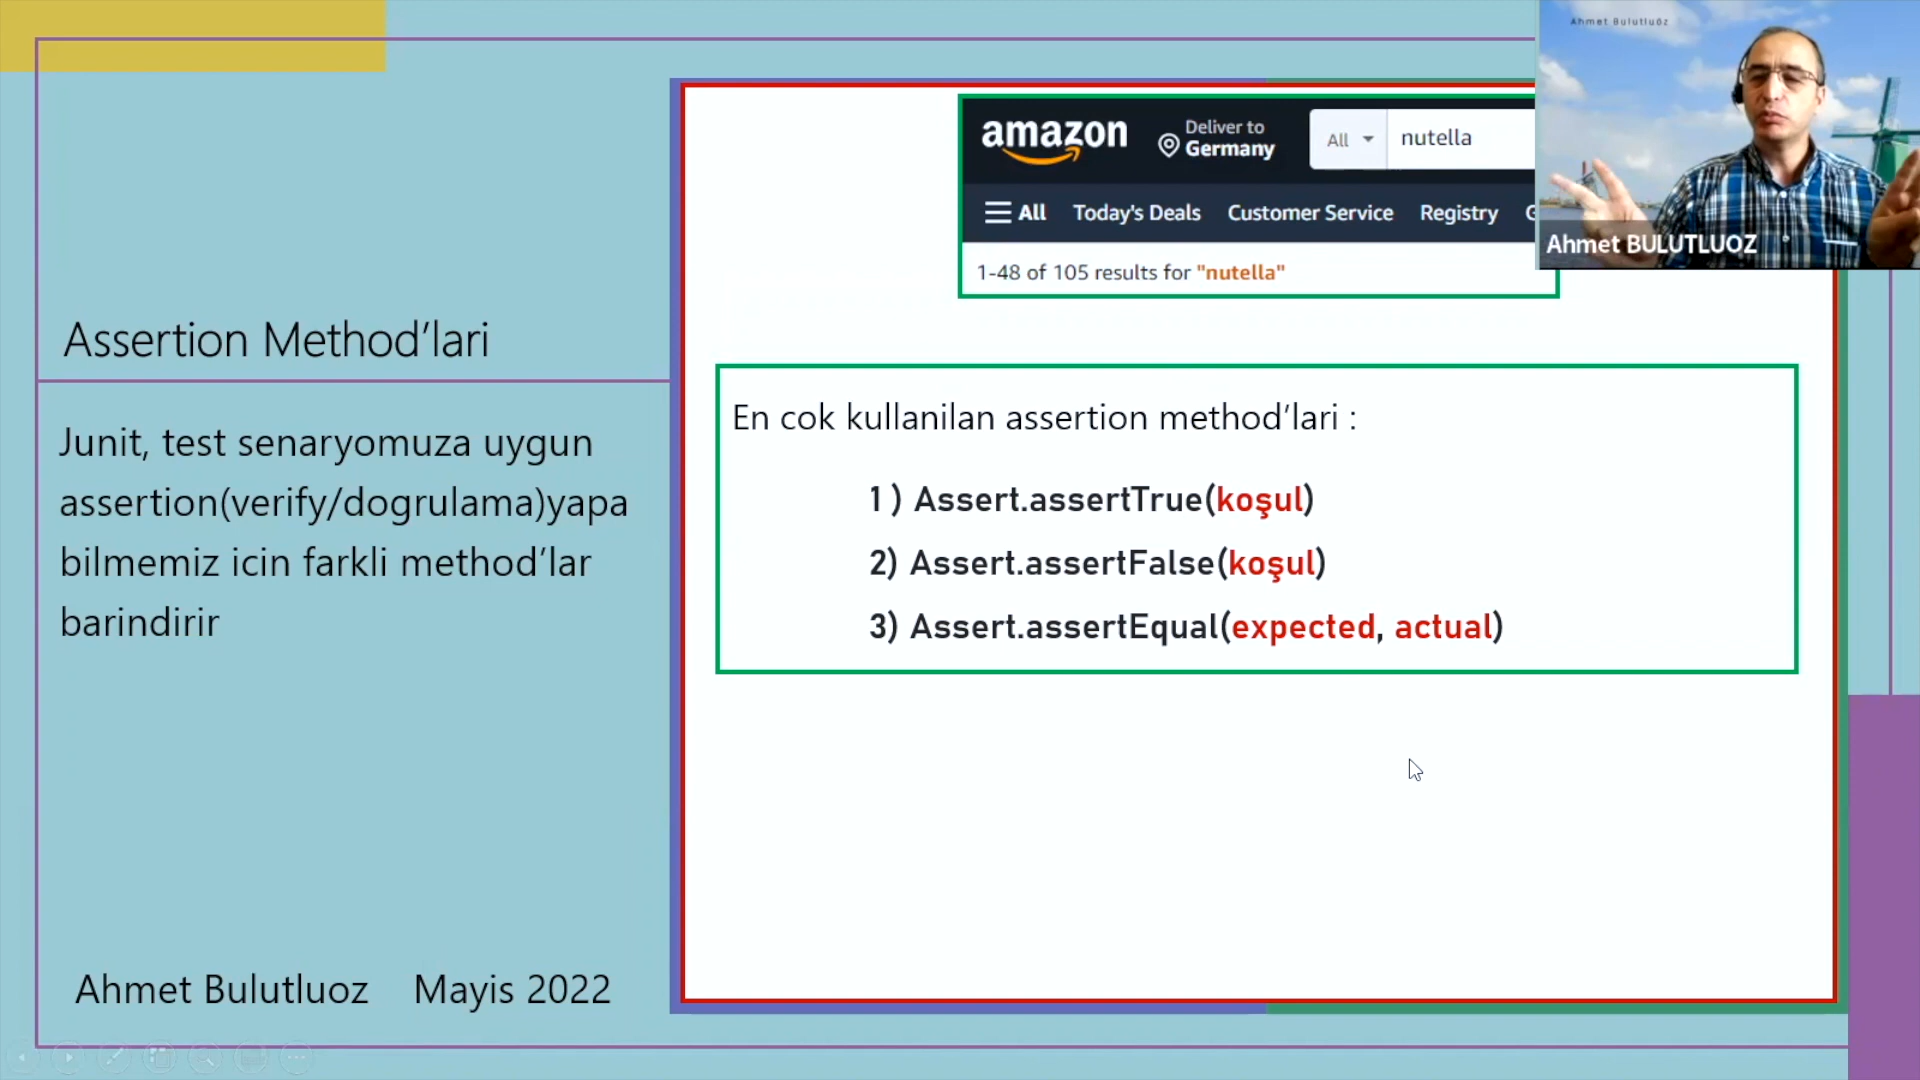 Ahmet Bulutluöz
amazon
Deliver to
Germany
All
nutella
All Today's Deals Customer Service Registry G
1-48 of 105 results for "nutella"
Ahmet BULUTLUOZ
Assertion Method'lari
Junit, test senaryomuza uygun
assertion(verify/dogrulama)yapa
bilmemiz icin farkli method'lar
barindirir
En cok kullanilan assertion method'lari :
1 ) Assert.assertTrue(koşul)
2) Assert.assertFalse(koşul)
3) Assert.assertEqual(expected, actual)
Ahmet Bulutluoz Mayis 2022